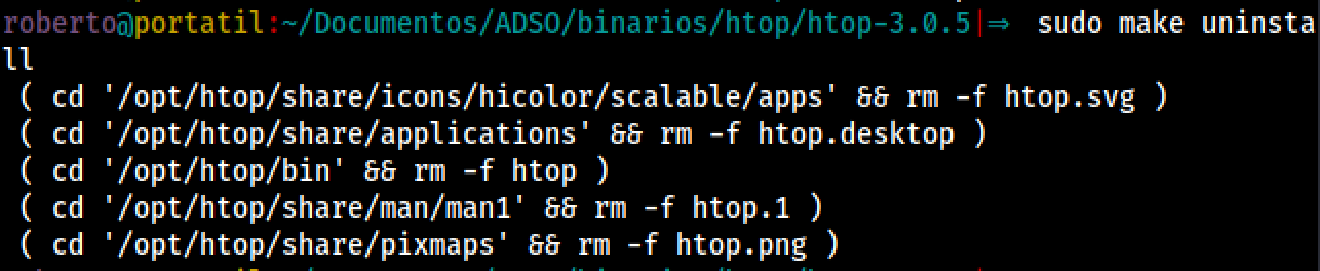 roberto@portatil:~/Documentos/ADSO/binarios/htop/htop-3.0.5|⇒ sudo make uninsta
ll
( cd '/opt/htop/share/icons/hicolor/scalable/apps' && rm -f htop.svg )
( cd '/opt/htop/share/applications' && rm -f htop.desktop )
( cd '/opt/htop/bin' && rm -f htop )
( cd '/opt/htop/share/man/man1' && rm -f htop.1 )
( cd '/opt/htop/share/pixmaps' && rm -f htop.png )